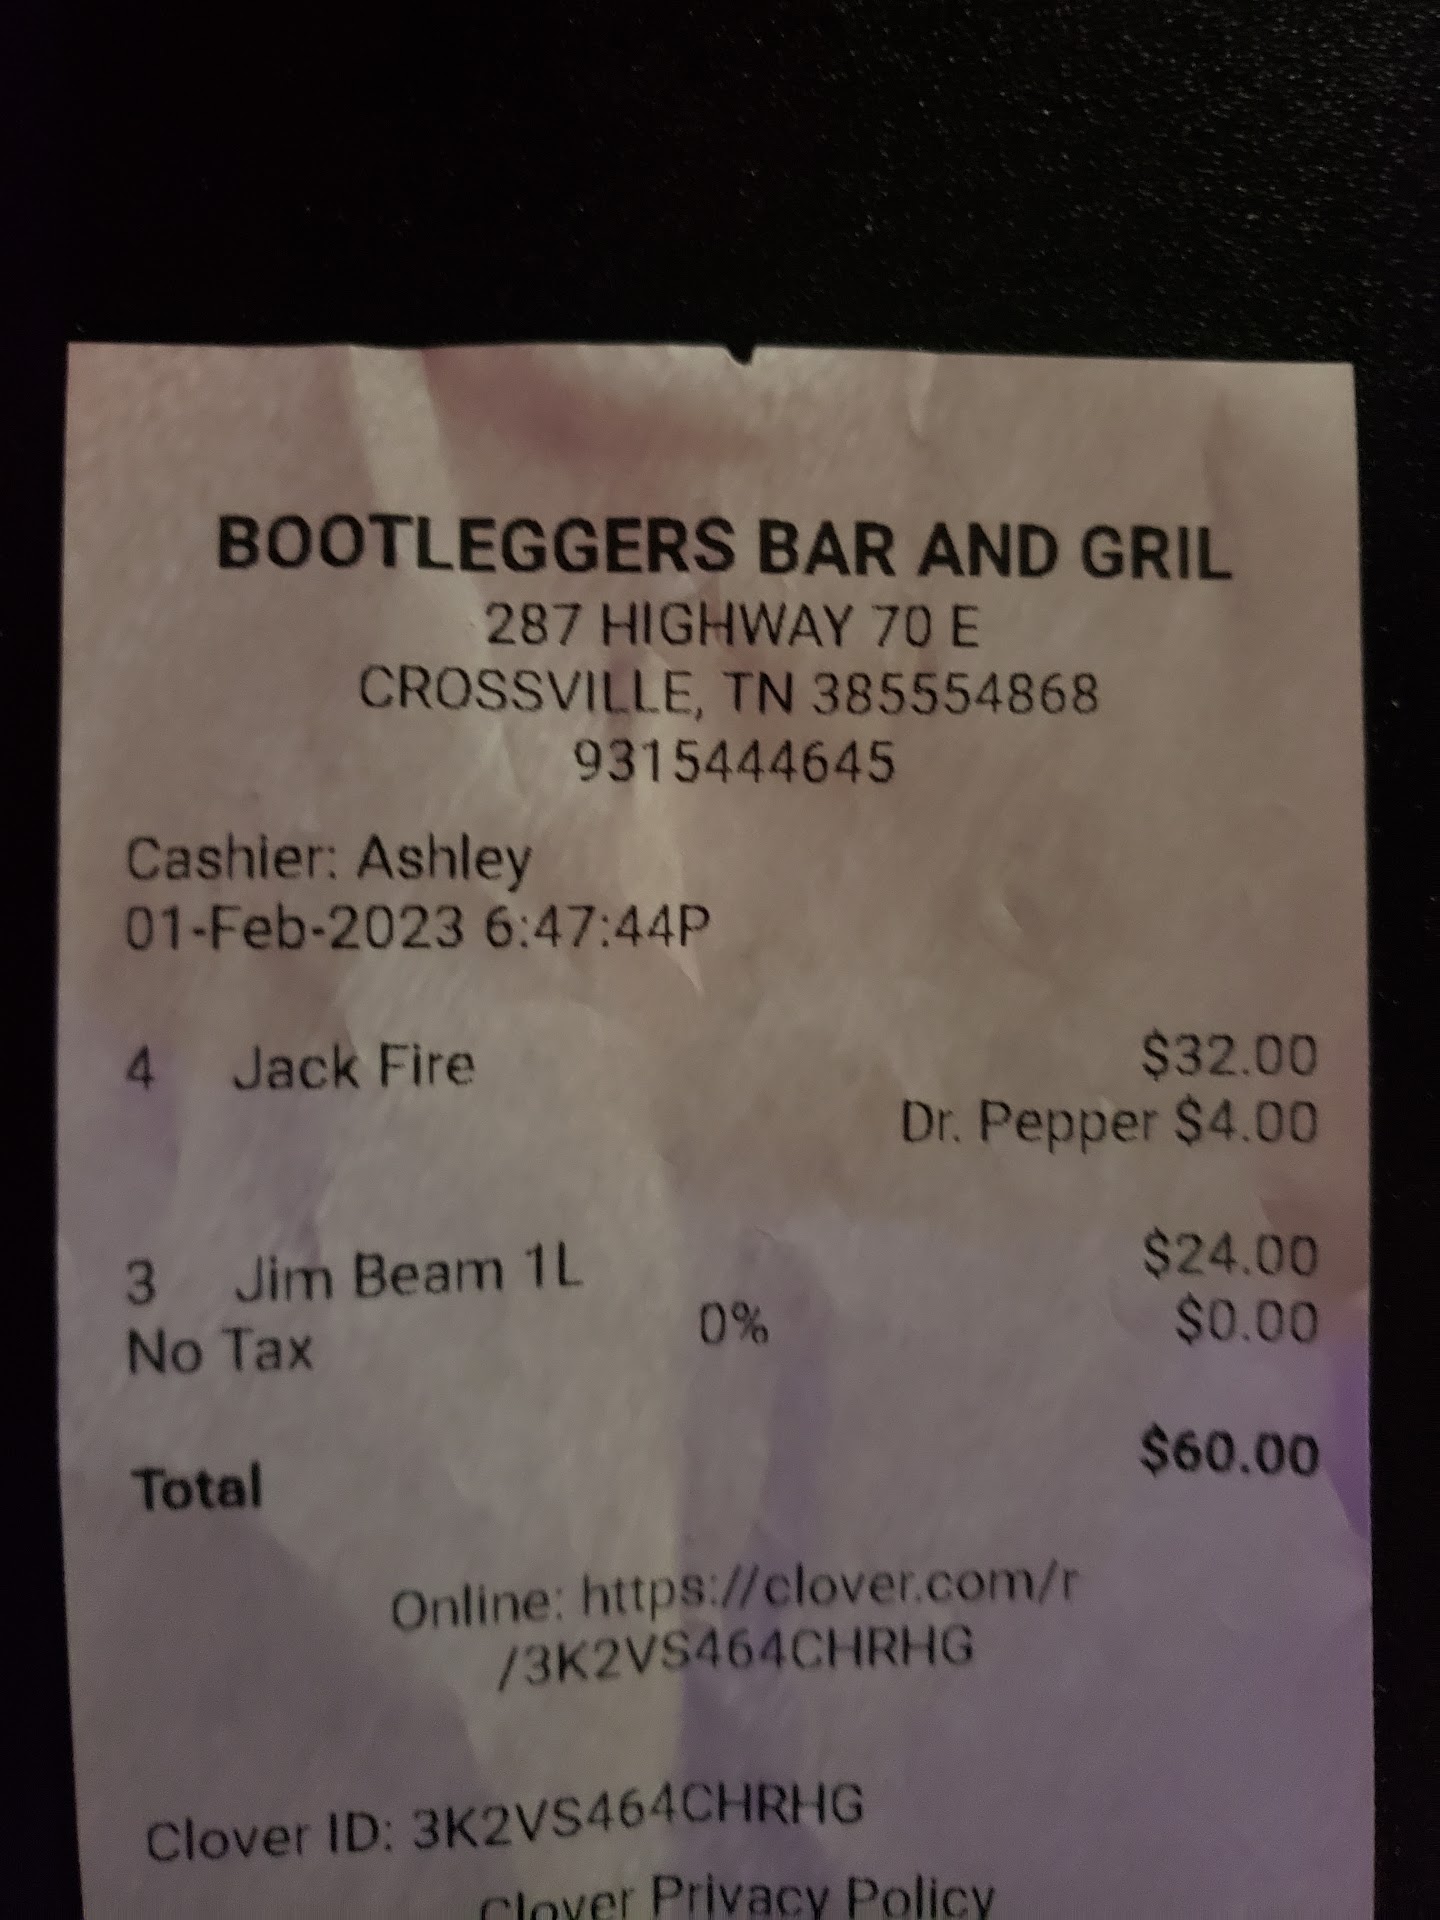 BOOTLEGGERS BAR AND GRIL
287 HIGHWAY 70 E
CROSSVILLE, TN 385554868
9315444645
Cashier: Ashley
01-Feb-2023 6:47:44P
4 Jack Fire $32.00
Dr. Pepper $4.00
3 Jim Beam 1L $24.00
No Tax 0% $0.00
Total $60.00
Online: https://clover.com/r
/3K2VS464CHRHG
Clover ID: 3K2VS464CHRHG
Clover Privacy Policy